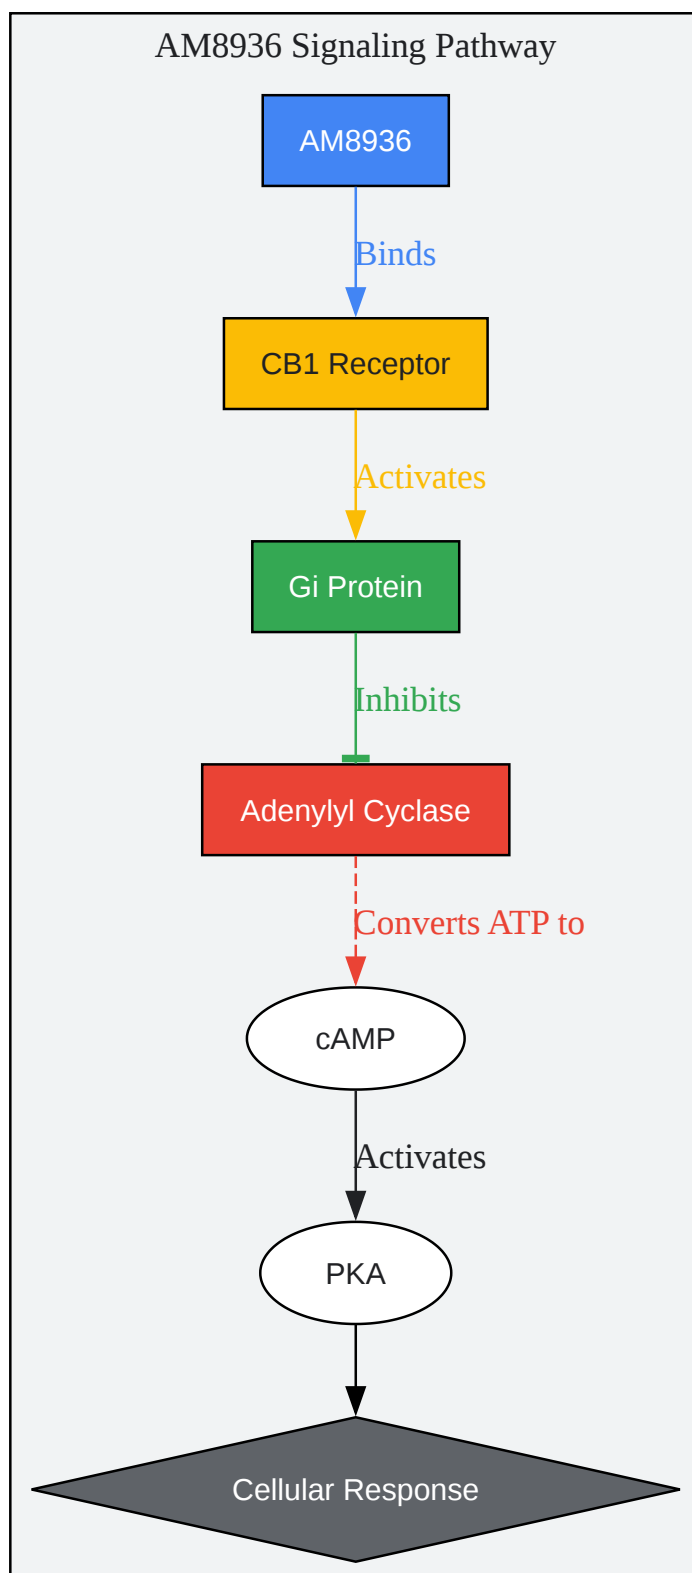 AM8936 Signaling Pathway
AM8936
Binds
CB1 Receptor
Activates
Gi Protein
Inhibits
Adenylyl Cyclase
Converts ATP to
cAMP
Activates
PKA
Cellular Response